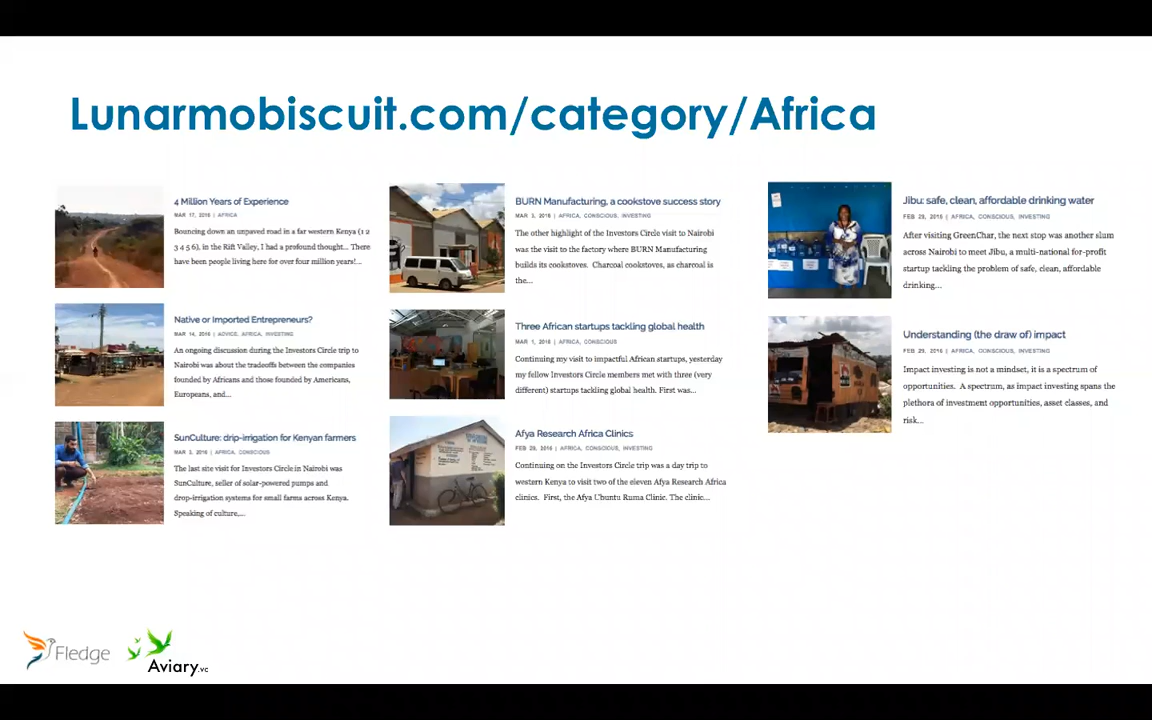 Lunarmobiscuit.com/category/Africa
4 Million Years of Experience
MAR 17, 2016 | AFRICA
Bouncing down an unpaved road in a far western Kenya (1 2
3 4 5 6), in the Rift Valley, I had a profound thought... There
have been people living here for over four million years!...
Native or Imported Entrepreneurs?
MAR 14, 2016 | ADVICE, AFRICA, INVESTING
An ongoing discussion during the Investors Circle trip to
Nairobi was about the tradeoffs between the companies
founded by Africans and those founded by Americans,
Europeans, and...
SunCulture: drip-irrigation for Kenyan farmers
MAR 3, 2016 | AFRICA, CONSCIOUS
The last site visit for Investors Circle in Nairobi was
SunCulture, seller of solar-powered pumps and
drip-irrigation systems for small farms across Kenya.
Speaking of culture,...
BURN Manufacturing, a cookstove success story
MAR 3, 2016 | AFRICA, CONSCIOUS, INVESTING
The other highlight of the Investors Circle visit to Nairobi
was the visit to the factory where BURN Manufacturing
builds its cookstoves. Charcoal cookstoves, as charcoal is
the...
Three African startups tackling global health
MAR 1, 2016 | AFRICA, CONSCIOUS
Continuing my visit to impactful African startups, yesterday
my fellow Investors Circle members met with three (very
different) startups tackling global health. First was...
Afya Research Africa Clinics
FEB 29, 2016 | AFRICA, CONSCIOUS, INVESTING
Continuing on the Investors Circle trip was a day trip to
western Kenya to visit two of the eleven Afya Research Africa
clinics. First, the Afya Ubuntu Ruma Clinic. The clinic...
Jibu: safe, clean, affordable drinking water
FEB 29, 2016 | AFRICA, CONSCIOUS, INVESTING
After visiting GreenChar, the next stop was another slum
across Nairobi to meet Jibu, a multi-national for-profit
startup tackling the problem of safe, clean, affordable
drinking...
Understanding (the draw of) impact
FEB 29, 2016 | AFRICA, CONSCIOUS, INVESTING
Impact investing is not a mindset, it is a spectrum of
opportunities. A spectrum, as impact investing spans the
plethora of investment opportunities, asset classes, and
risk...
Fledge
Aviary.vc